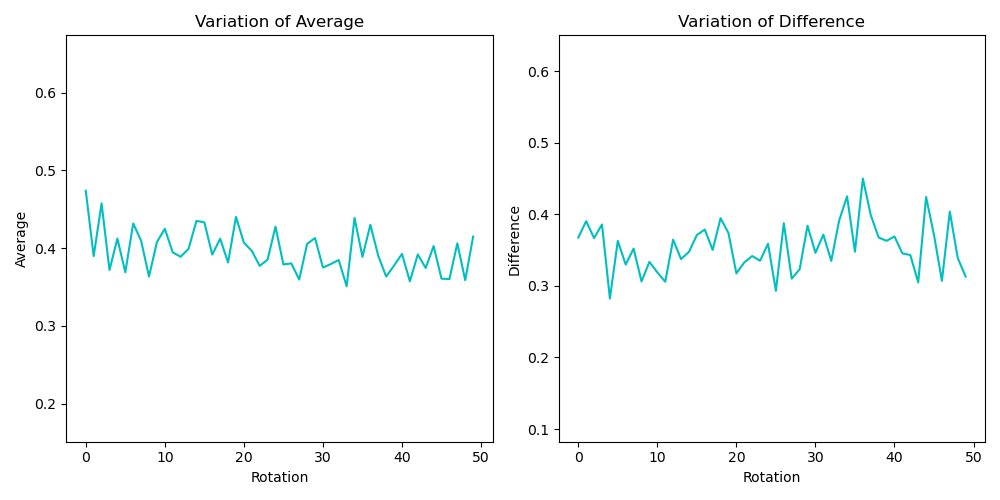 Variation of Average
Average
0.6
0.5
0.4
0.3
0.2
0 10 20 30 40 50
Rotation
Variation of Difference
Difference
0.6
0.5
0.4
0.3
0.2
0.1
0 10 20 30 40 50
Rotation